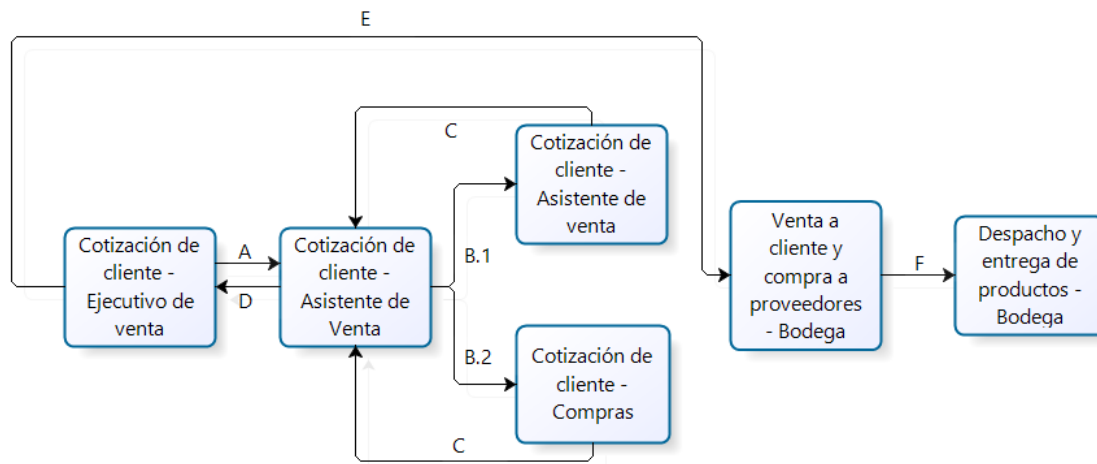 E
C
Cotización de
cliente -
Asistente de
venta
Cotización de
cliente -
Ejecutivo de
venta
A
D
Cotización de
cliente -
Asistente de
Venta
B.1
B.2
Cotización de
cliente -
Compras
C
Venta a
cliente y
compra a
proveedores
- Bodega
F
Despacho y
entrega de
productos -
Bodega